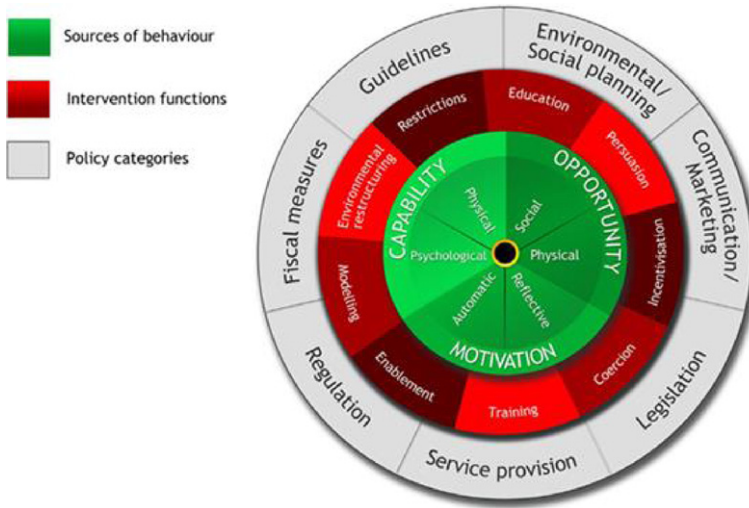 Sources of behaviour
Intervention functions
Policy categories
Guidelines
Environmental/
Social planning
Communication/
Marketing
Legislation
Service provision
Regulation
Fiscal measures
Restrictions
Education
Persuasion
Incentivisation
Coercion
Training
Enablement
Modelling
Environmental
restructuring
CAPABILITY
OPPORTUNITY
MOTIVATION
Physical
Social
Psychological
Physical
Automatic
Reflective